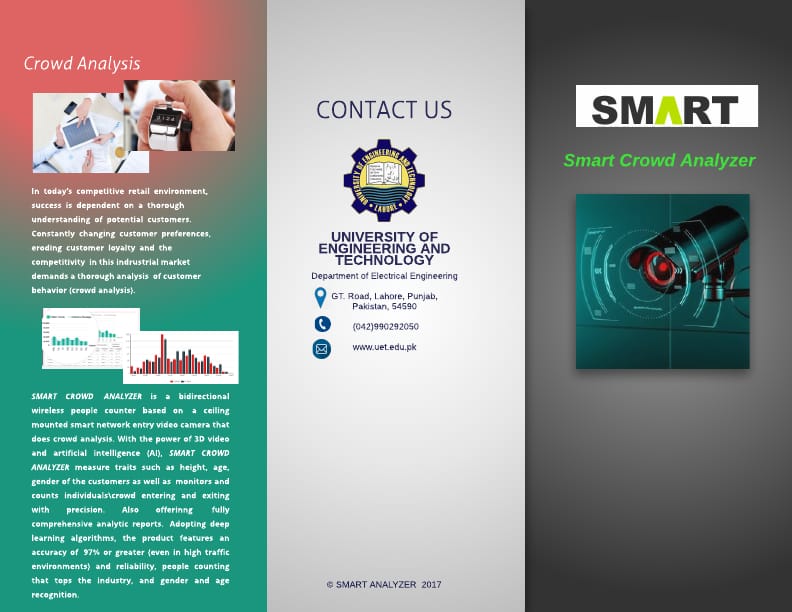 Crowd Analysis
In today's competitive retail environment,
success is dependent on a thorough
understanding of potential customers.
Constantly changing customer preferences,
eroding customer loyalty and the
competitivity in this indrustrial market
demands a thorough analysis of customer
behavior (crowd analysis).
SMART CROWD ANALYZER is a bidirectional
wireless people counter based on a ceiling
mounted smart network entry video camera that
does crowd analysis. With the power of 3D video
and artificial intelligence (AI), SMART CROWD
ANALYZER measure traits such as height, age,
gender of the customers as well as monitors and
counts individuals\crowd entering and exiting
with precision. Also offerinng fully
comprehensive analytic reports. Adopting deep
learning algorithms, the product features an
accuracy of 97% or greater (even in high traffic
environments) and reliability, people counting
that tops the industry, and gender and age
recognition.
CONTACT US
UNIVERSITY OF ENGINEERING AND TECHNOLOGY
LAHORE
UNIVERSITY OF
ENGINEERING AND
TECHNOLOGY
Department of Electrical Engineering
GT. Road, Lahore, Punjab,
Pakistan, 54590
(042)990292050
www.uet.edu.pk
© SMART ANALYZER 2017
SMART
Smart Crowd Analyzer